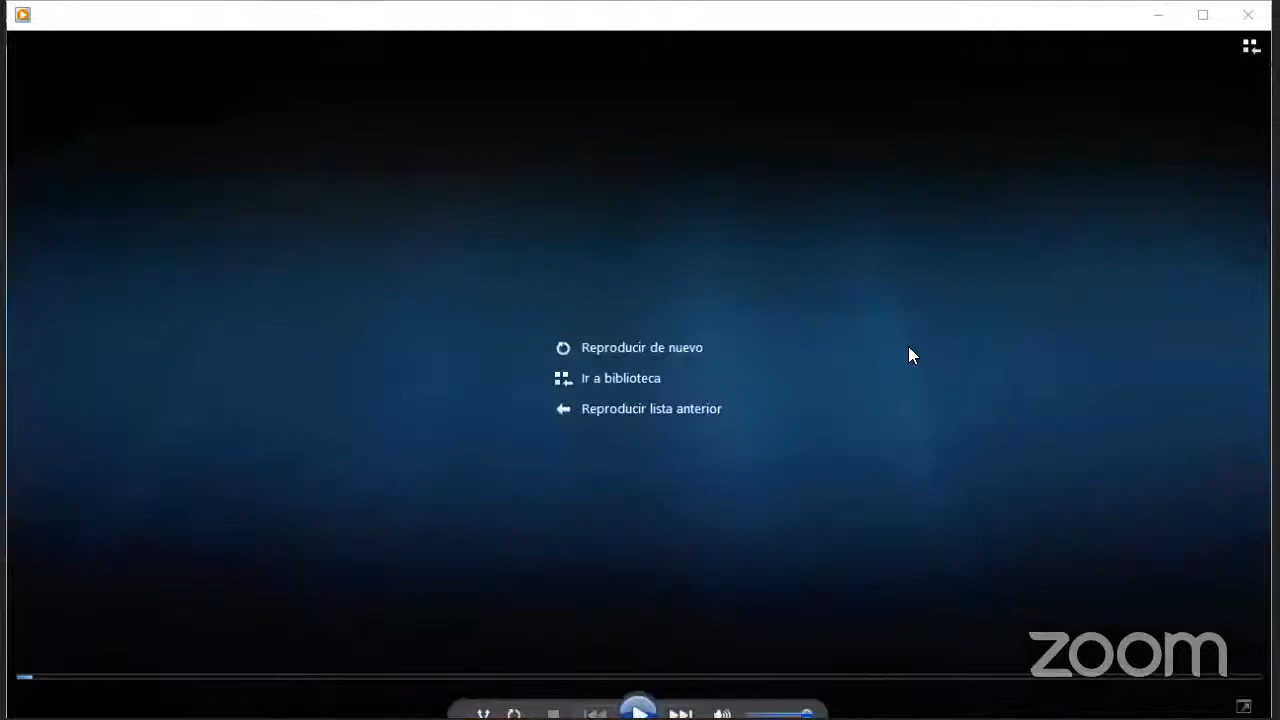 Reproducir de nuevo
Ir a biblioteca
Reproducir lista anterior
zoom